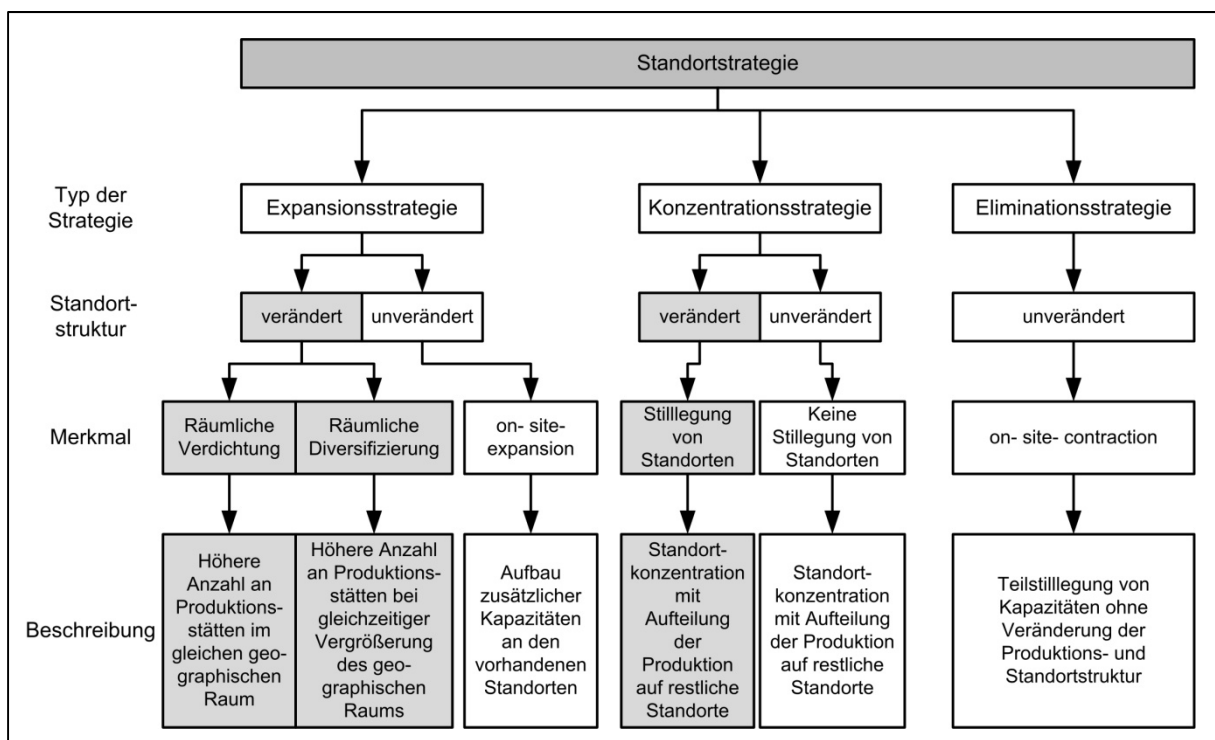 Standortstrategie
Typ der
Strategie
Expansionsstrategie
Konzentrationsstrategie
Eliminationsstrategie
Standort-
struktur
verändert
unverändert
verändert
unverändert
unverändert
Merkmal
Räumliche
Verdichtung
Räumliche
Diversifizierung
on- site-
expansion
Stilllegung
von
Standorten
Keine
Stillegung von
Standorten
on- site- contraction
Beschreibung
Höhere
Anzahl an
Produktions-
stätten im
gleichen geo-
graphischen
Raum
Höhere Anzahl
an Produktions-
stätten bei
gleichzeitiger
Vergrößerung
des geo-
graphischen
Raums
Aufbau
zusätzlicher
Kapazitäten
an den
vorhandenen
Standorten
Standort-
konzentration
mit
Aufteilung
der
Produktion
auf restliche
Standorte
Standort-
konzentration
mit Aufteilung
der Produktion
auf restliche
Standorte
Teilstilllegung von
Kapazitäten ohne
Veränderung der
Produktions- und
Standortstruktur